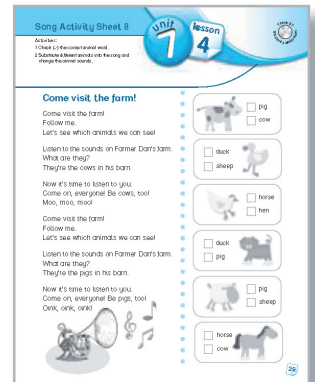 Song Activity Sheet 8
unit 7
lesson 4
Activities:
1 Check (✓) the correct animal word.
2 Substitute different animals into the song and
change the animal sounds.
Come visit the farm!
Come visit the farm!
Follow me.
Let's see which animals we can see!
Listen to the sounds on Farmer Dan's farm.
What are they?
They're the cows in his barn.
Now it's time to listen to you.
Come on, everyone! Be cows, too!
Moo, moo, moo!
Come visit the farm!
Follow me.
Let's see which animals we can see!
Listen to the sounds on Farmer Dan's farm.
What are they?
They're the pigs in his barn.
Now it's time to listen to you.
Come on, everyone! Be pigs, too!
Oink, oink, oink!
pig
cow
duck
sheep
horse
hen
duck
pig
pig
sheep
horse
cow